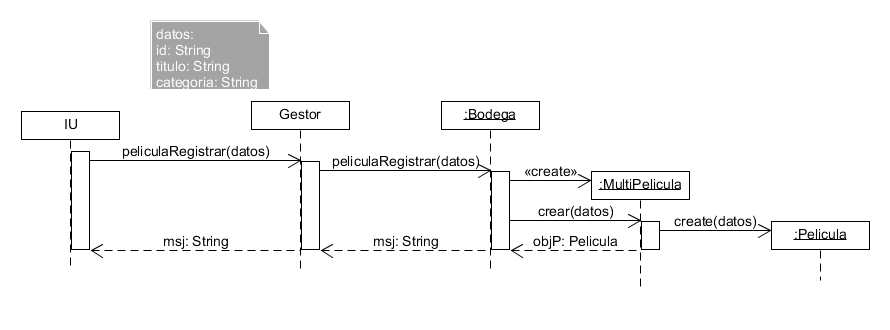 datos:
id: String
titulo: String
categoria: String
IU
Gestor
:Bodega
peliculaRegistrar(datos)
peliculaRegistrar(datos)
«create»
:MultiPelicula
crear(datos)
create(datos)
:Pelicula
msj: String
msj: String
objP: Pelicula